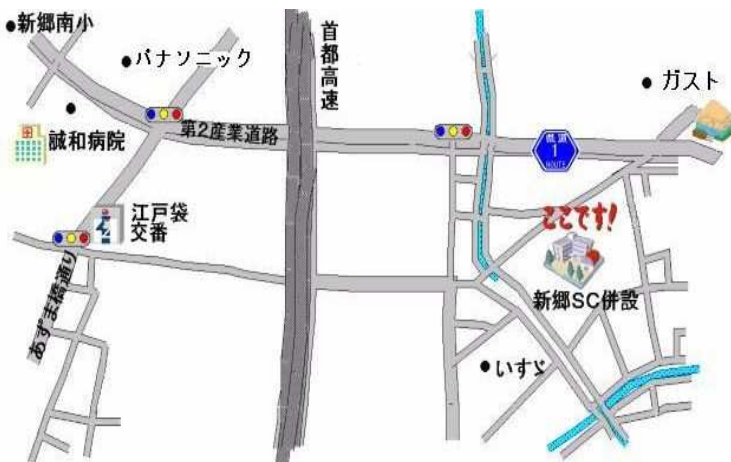 新郷南小
パナソニック
首都高速
ガスト
誠和病院
第2産業道路
県道
1
ROUTE
江戸袋
交番
ここです!
あずま橋通り
新郷SC併設
いすゞ